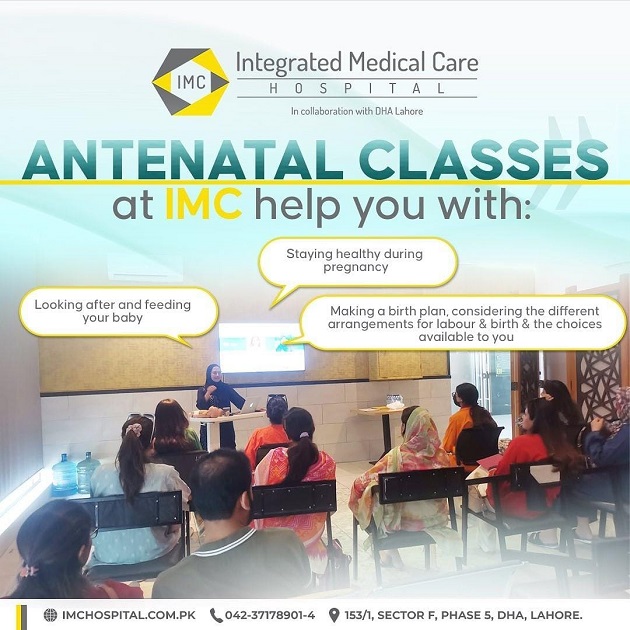 IMC
Integrated Medical Care
HOSPITAL
In collaboration with DHA Lahore
ANTENATAL CLASSES
at IMC help you with:
Staying healthy during
pregnancy
Looking after and feeding
your baby
Making a birth plan, considering the different
arrangements for labour & birth & the choices
available to you
IMCHOSPITAL.COM.PK 042-37178901-4 153/1, SECTOR F, PHASE 5, DHA, LAHORE.